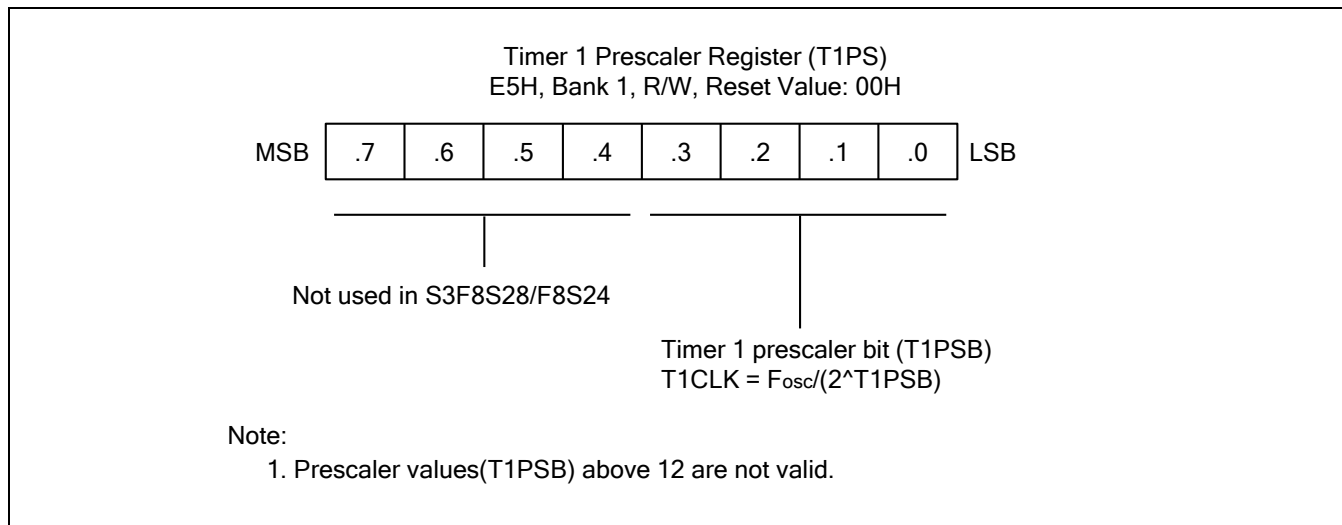 Timer 1 Prescaler Register (T1PS)
E5H, Bank 1, R/W, Reset Value: 00H
MSB .7 .6 .5 .4 .3 .2 .1 .0 LSB
Not used in S3F8S28/F8S24
Timer 1 prescaler bit (T1PSB)
T1CLK = Fosc/(2^T1PSB)
Note:
1. Prescaler values(T1PSB) above 12 are not valid.